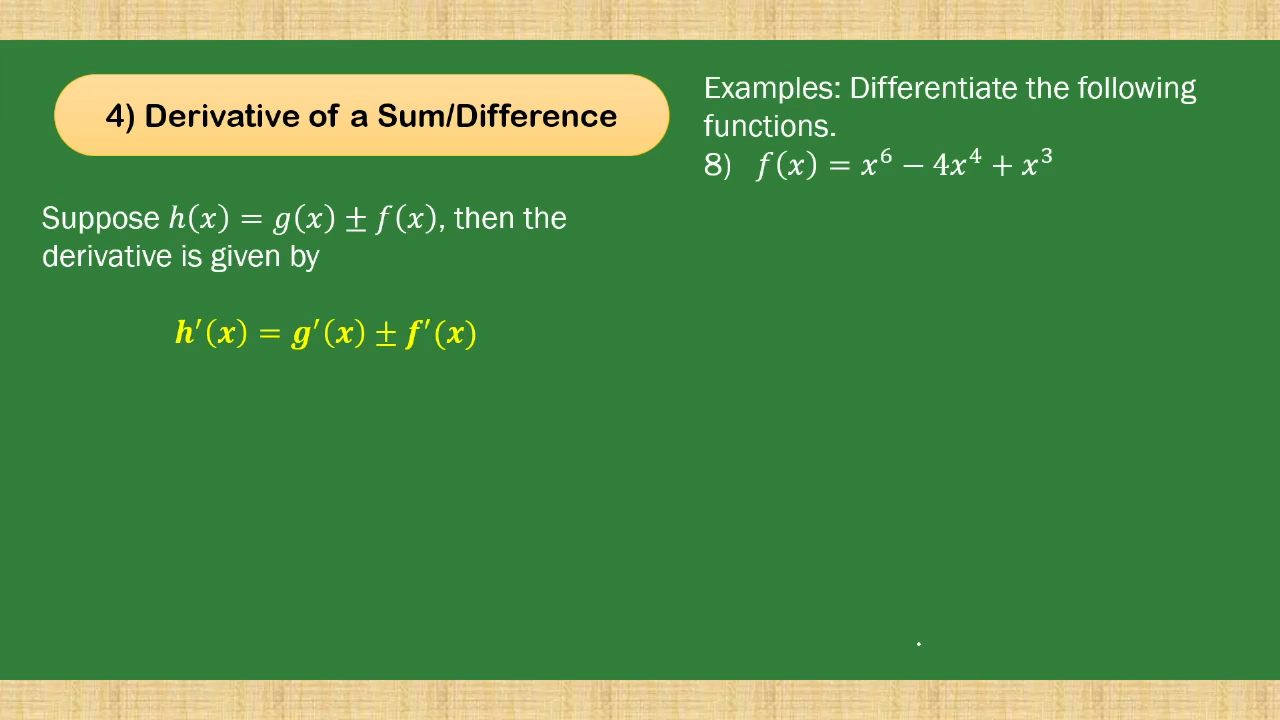 4) Derivative of a Sum/Difference
Suppose ℎ(𝑥) = 𝑔(𝑥) ± 𝑓(𝑥), then the
derivative is given by
𝒉′(𝒙) = 𝒈′(𝒙) ± 𝒇′(𝒙)
Examples: Differentiate the following
functions.
8) 𝑓(𝑥) = 𝑥⁶ − 4𝑥⁴ + 𝑥³